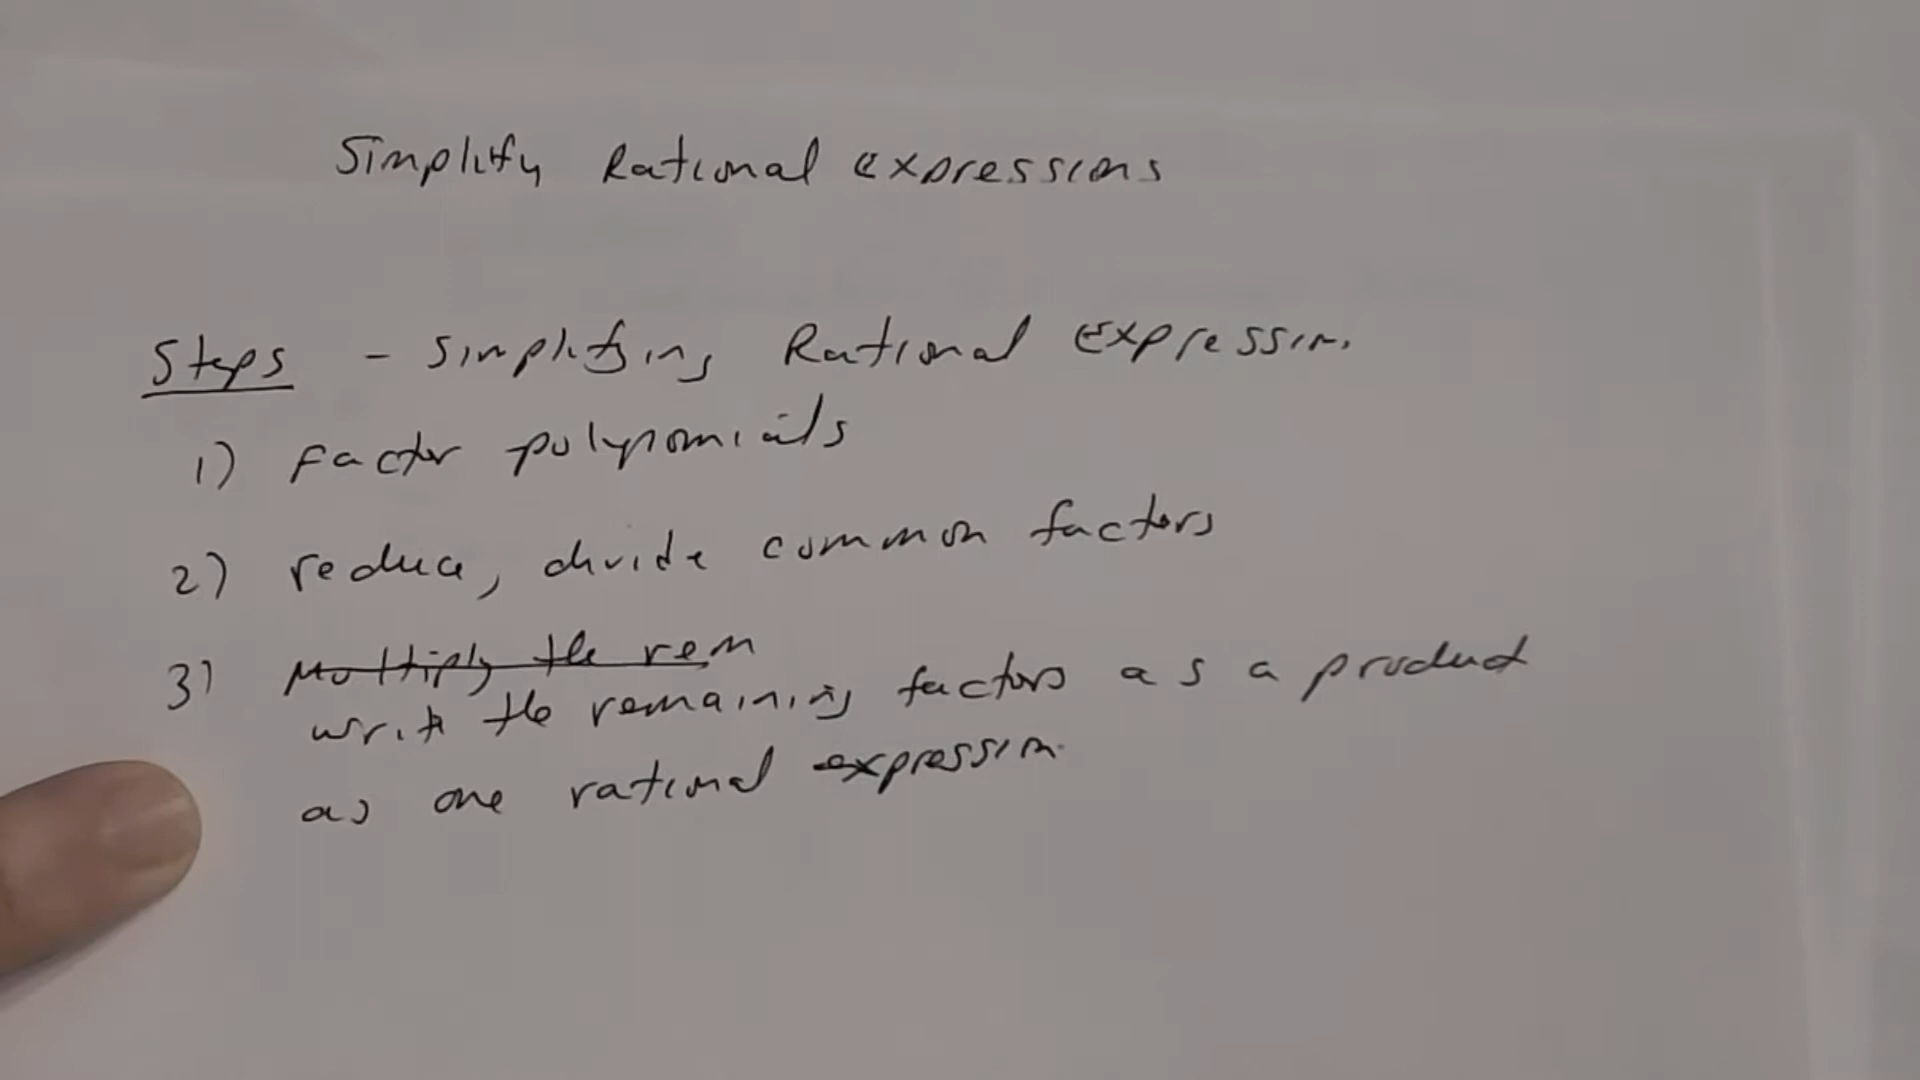 Simplify Rational expressions
Steps - Simplifying Rational Expression.
1) Factor polynomials
2) reduce, divide common factors
3) Multiply the rem
write the remaining factors as a product
as one rational expression.